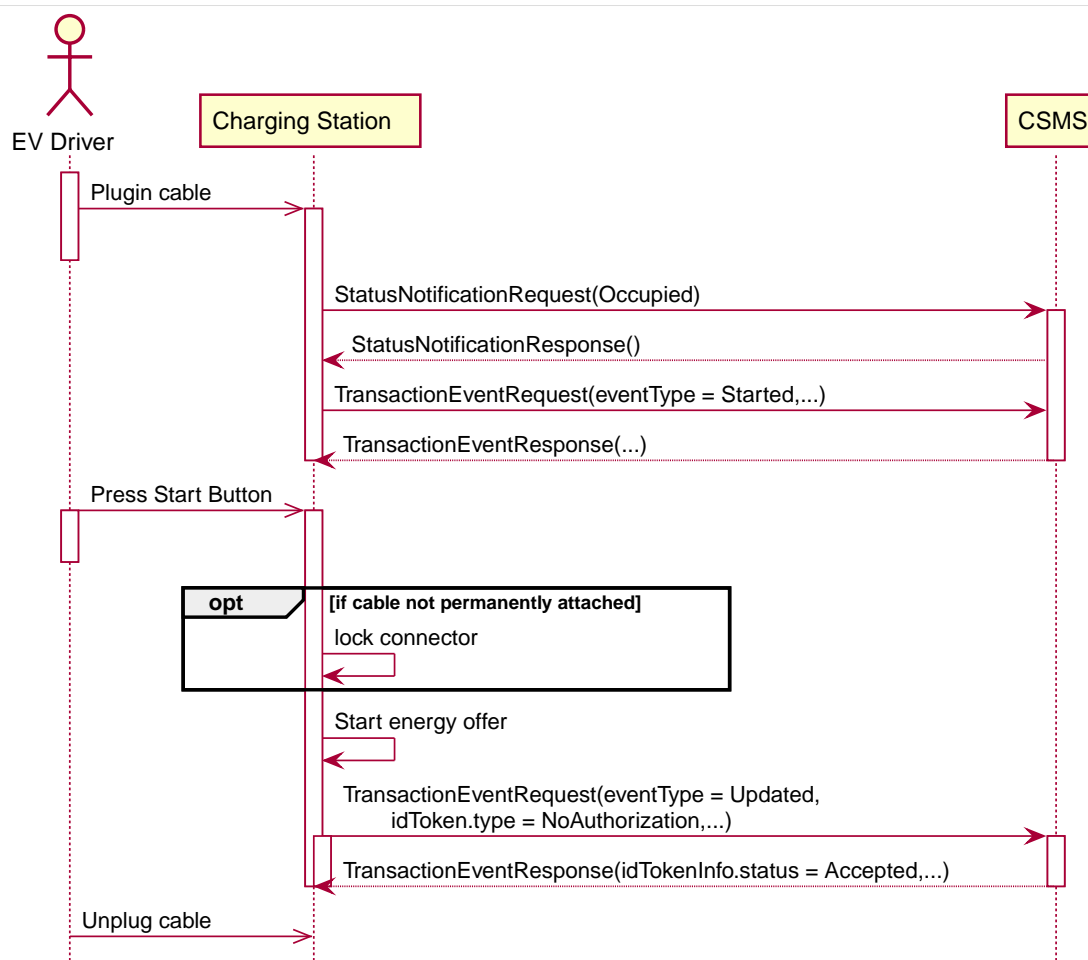 EV Driver
Charging Station
CSMS
Plugin cable
StatusNotificationRequest(Occupied)
StatusNotificationResponse()
TransactionEventRequest(eventType = Started,...)
TransactionEventResponse(...)
Press Start Button
opt
[if cable not permanently attached]
lock connector
Start energy offer
TransactionEventRequest(eventType = Updated,
idToken.type = NoAuthorization,...)
TransactionEventResponse(idTokenInfo.status = Accepted,...)
Unplug cable